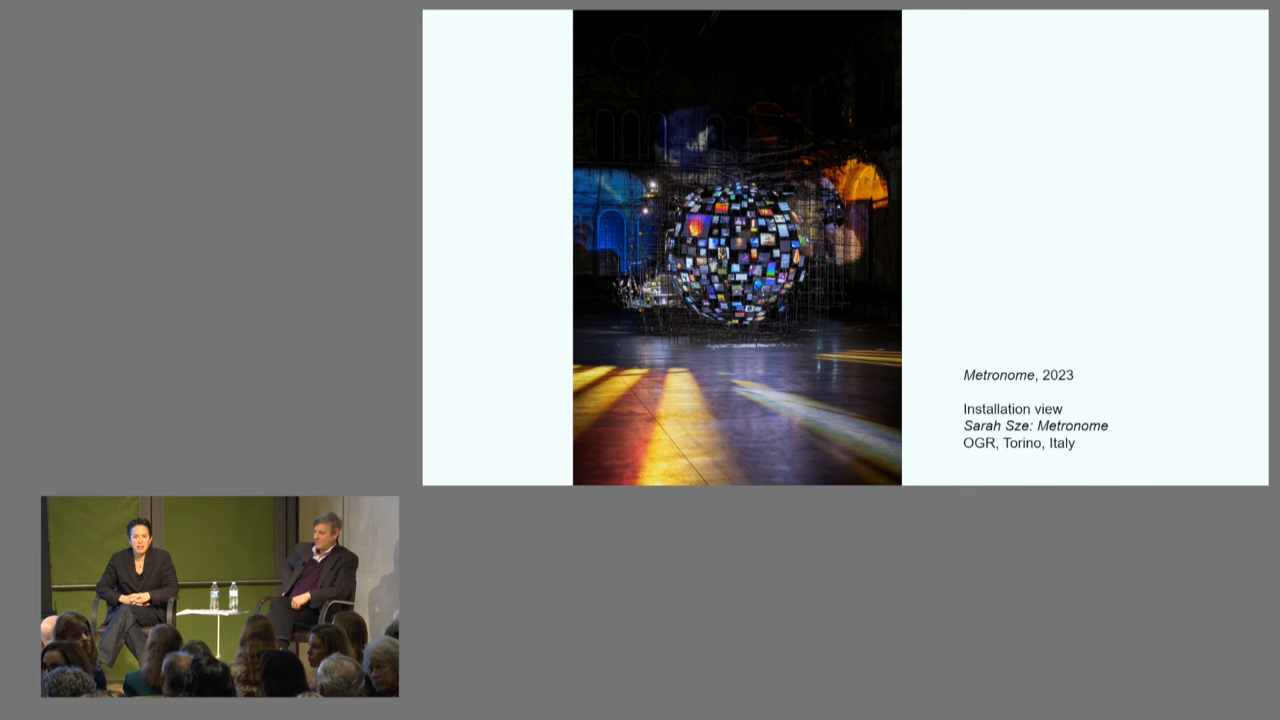 Metronome, 2023
Installation view
Sarah Sze: Metronome
OGR, Torino, Italy